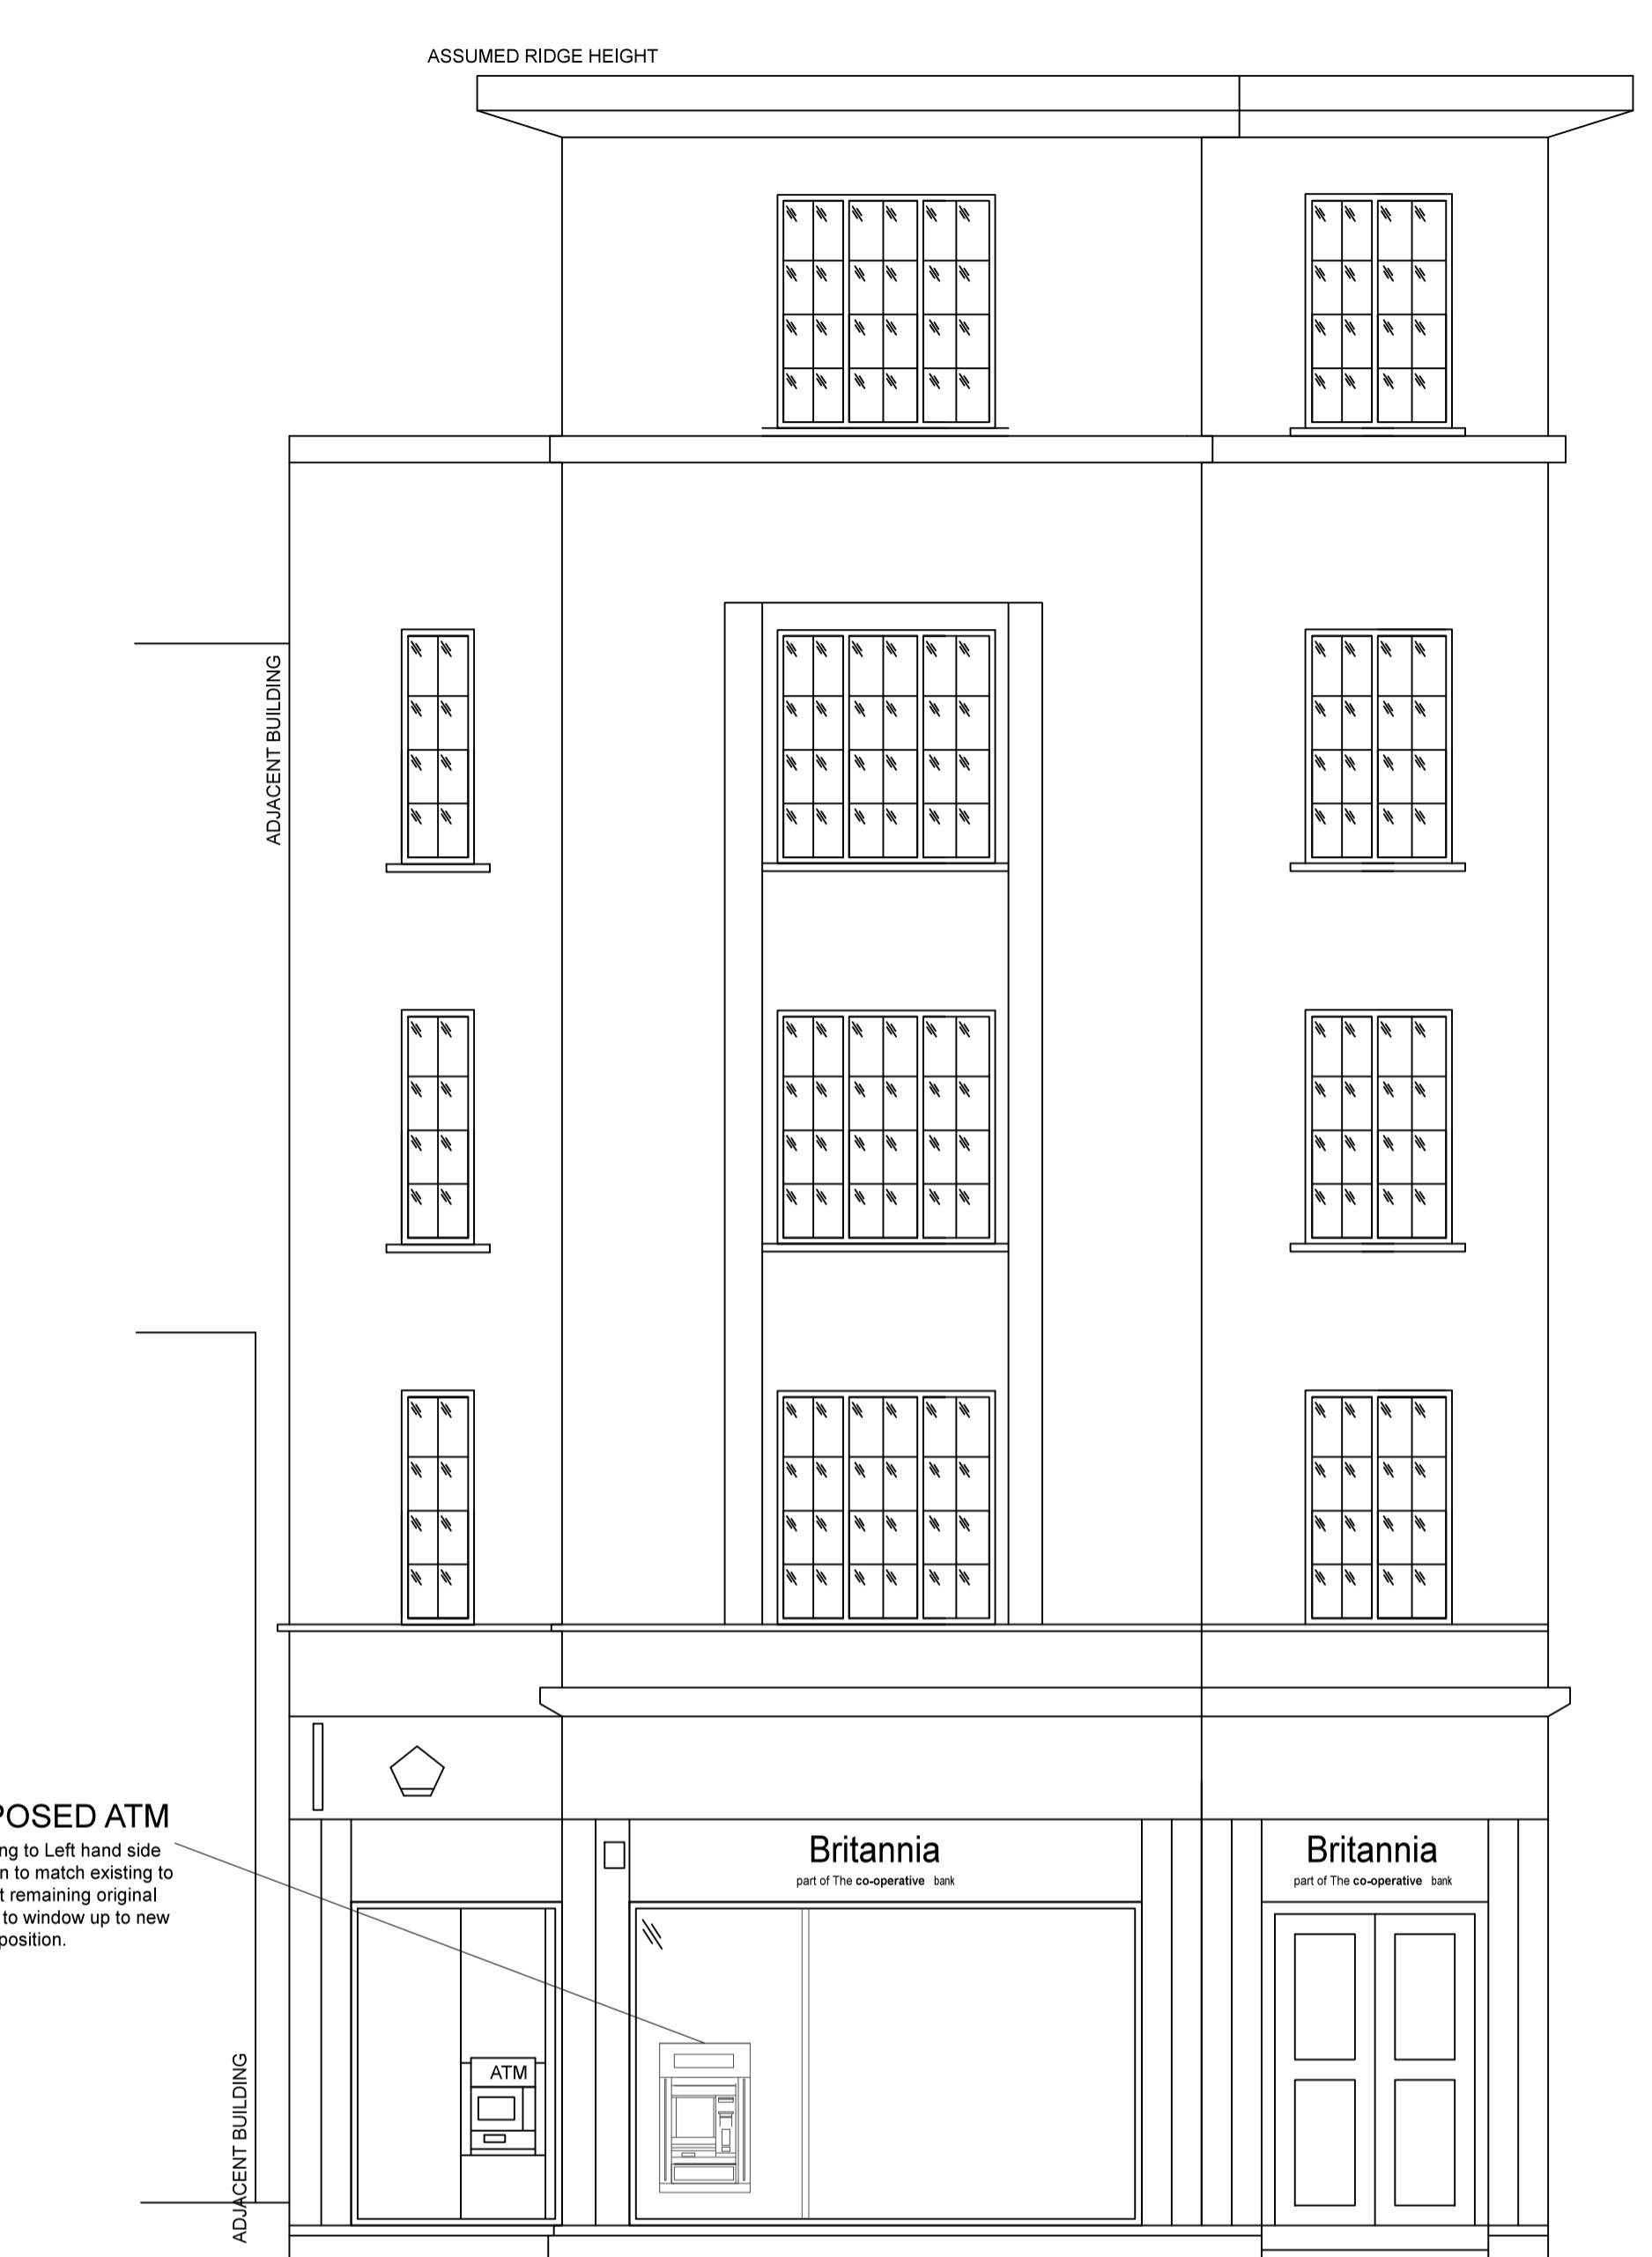 ASSUMED RIDGE HEIGHT
ADJACENT BUILDING
POSED ATM
ng to Left hand side
n to match existing to
t remaining original
to window up to new
position.
ADJACENT BUILDING
Britannia
part of The co-operative bank
Britannia
part of The co-operative bank
ATM